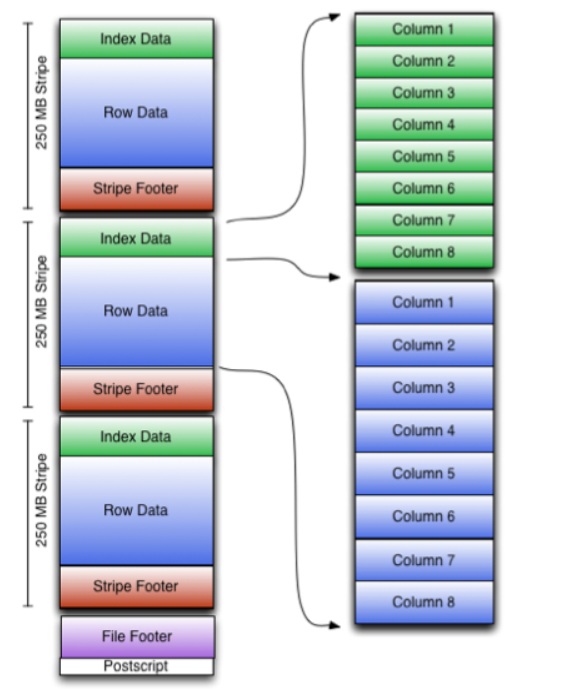 250 MB Stripe
Index Data
Row Data
Stripe Footer
250 MB Stripe
Index Data
Row Data
Stripe Footer
250 MB Stripe
Index Data
Row Data
Stripe Footer
File Footer
Postscript
Column 1
Column 2
Column 3
Column 4
Column 5
Column 6
Column 7
Column 8
Column 1
Column 2
Column 3
Column 4
Column 5
Column 6
Column 7
Column 8